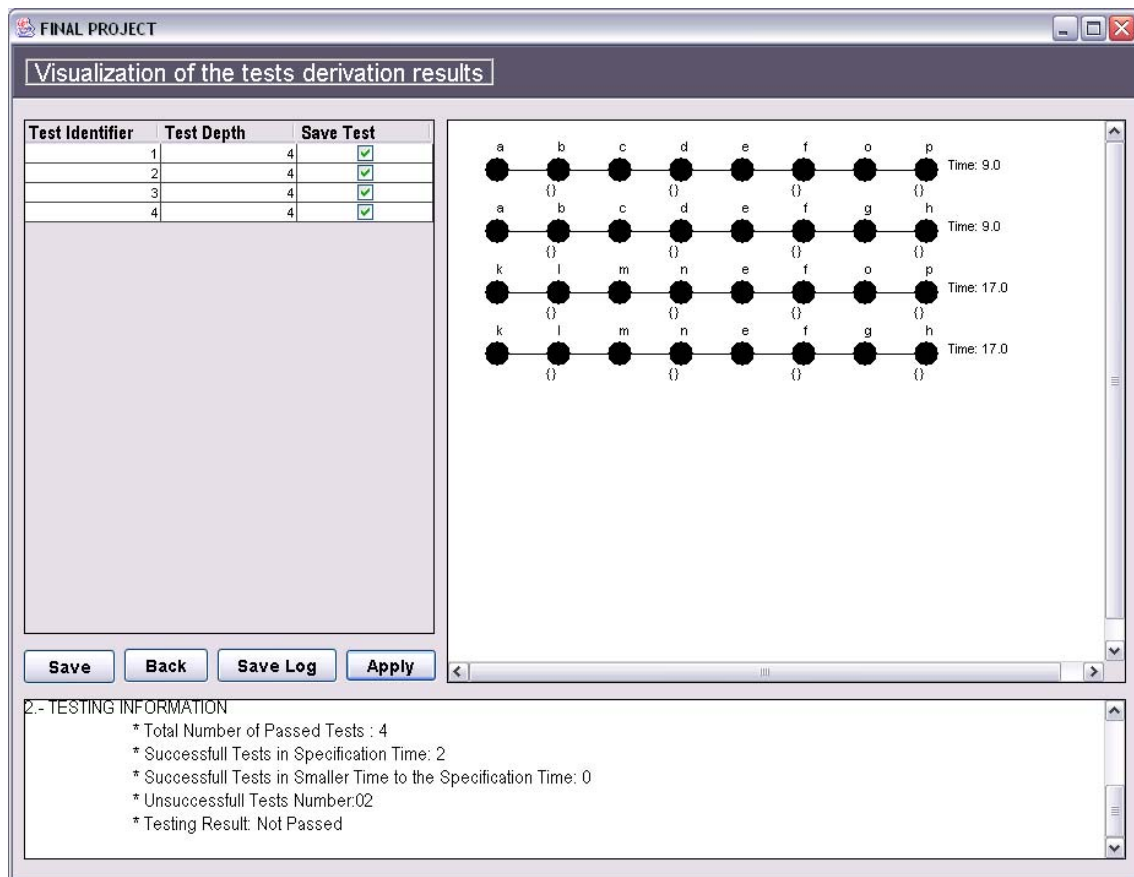 FINAL PROJECT
Visualization of the tests derivation results
Test Identifier Test Depth Save Test
1 4
2 4
3 4
4 4
a b c d e f o p
Time: 9.0
{} {} {} {}
a b c d e f g h
Time: 9.0
{} {} {} {}
k l m n e f o p
Time: 17.0
{} {} {} {}
k l m n e f g h
Time: 17.0
{} {} {} {}
Save Back Save Log Apply
2.- TESTING INFORMATION
* Total Number of Passed Tests : 4
* Successfull Tests in Specification Time: 2
* Successfull Tests in Smaller Time to the Specification Time: 0
* Unsuccessfull Tests Number:02
* Testing Result: Not Passed